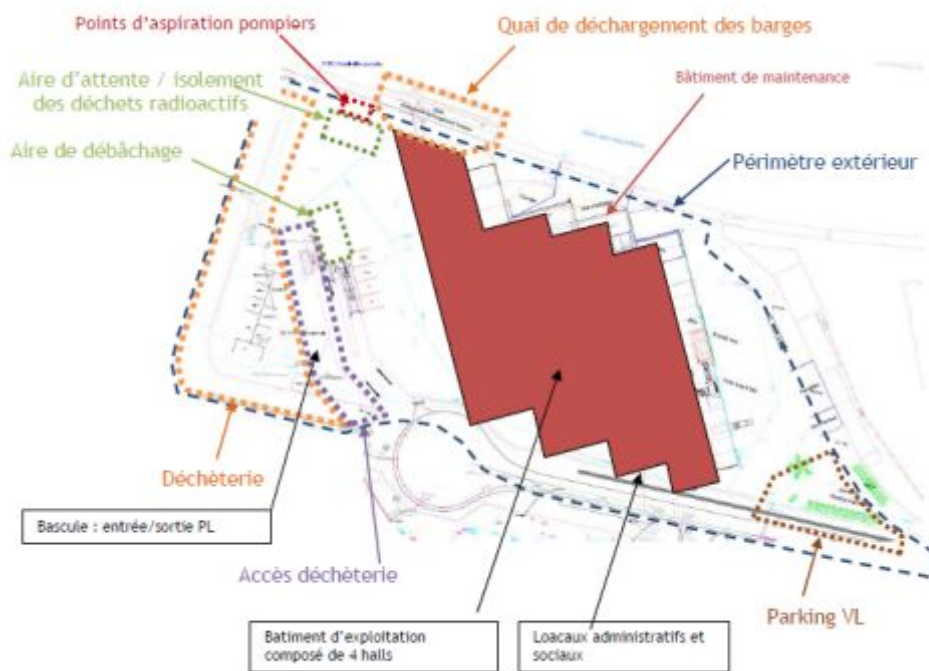 Points d'aspiration pompiers
Quai de déchargement des barges
Aire d'attente / isolement
des déchets radioactifs
Bâtiment de maintenance
Aire de débâchage
Périmètre extérieur
Déchèterie
Bascule : entrée/sortie PL
Accès déchèterie
Parking VL
Batiment d'exploitation
composé de 4 halls
Loacaux administratifs et
sociaux